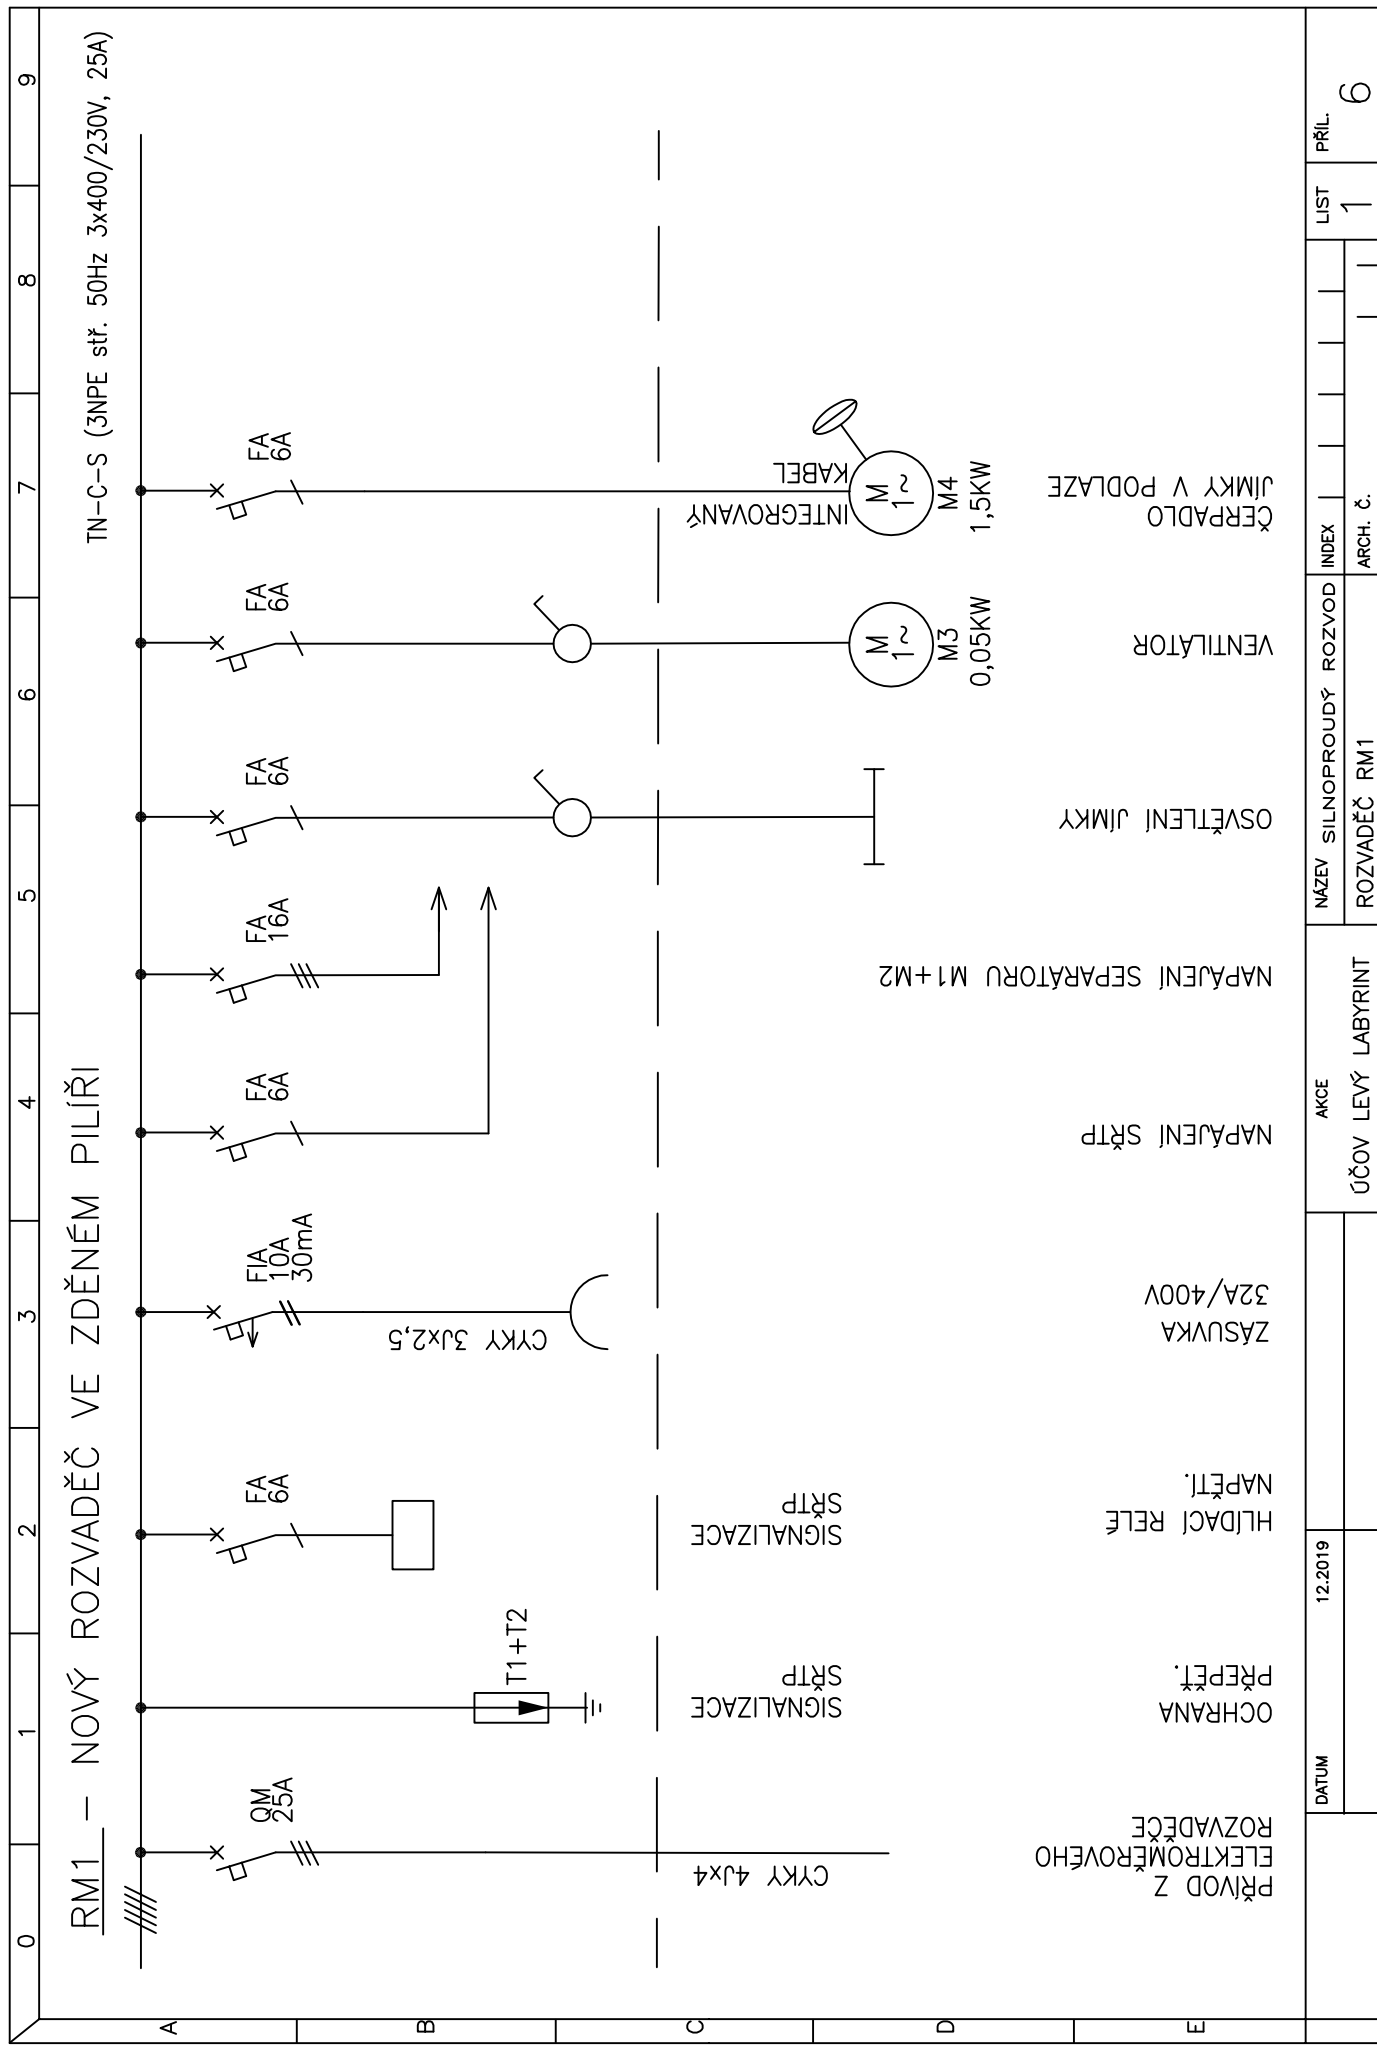 0 1 2 3 4 5 6 7 8 9
RM1 – NOVÝ ROZVADĚČ VE ZDĚNÉM PILÍŘI
TN-C-S (3NPE stř. 50Hz 3x400/230V, 25A)
A
B
C
D
E
QM
25A
CYKY 4Jx4
PŘÍVOD Z
ELEKTROMĚROVÉHO
ROZVADĚČE
T1+T2
SIGNALIZACE
SŘTP
OCHRANA
PŘEPĚŤ.
FA
6A
SIGNALIZACE
SŘTP
HLÍDACÍ RELÉ
NAPĚTÍ.
FIA
10A
30mA
CYKY 3Jx2,5
ZÁSUVKA
32A/400V
FA
6A
NAPÁJENÍ SŘTP
FA
16A
NAPÁJENÍ SEPARÁTORU M1+M2
FA
6A
OSVĚTLENÍ JÍMKY
FA
6A
M
1~
M3
0,05KW
VENTILÁTOR
FA
6A
INTEGROVANÝ
KABEL
M
1~
M4
1,5KW
ČERPADLO
JÍMKY V PODLAZE
DATUM
12.2019
AKCE
ÚČOV LEVÝ LABYRINT
NÁZEV SILNOPROUDÝ ROZVOD
ROZVADĚČ RM1
INDEX
ARCH. Č.
LIST
1
PŘÍL.
6